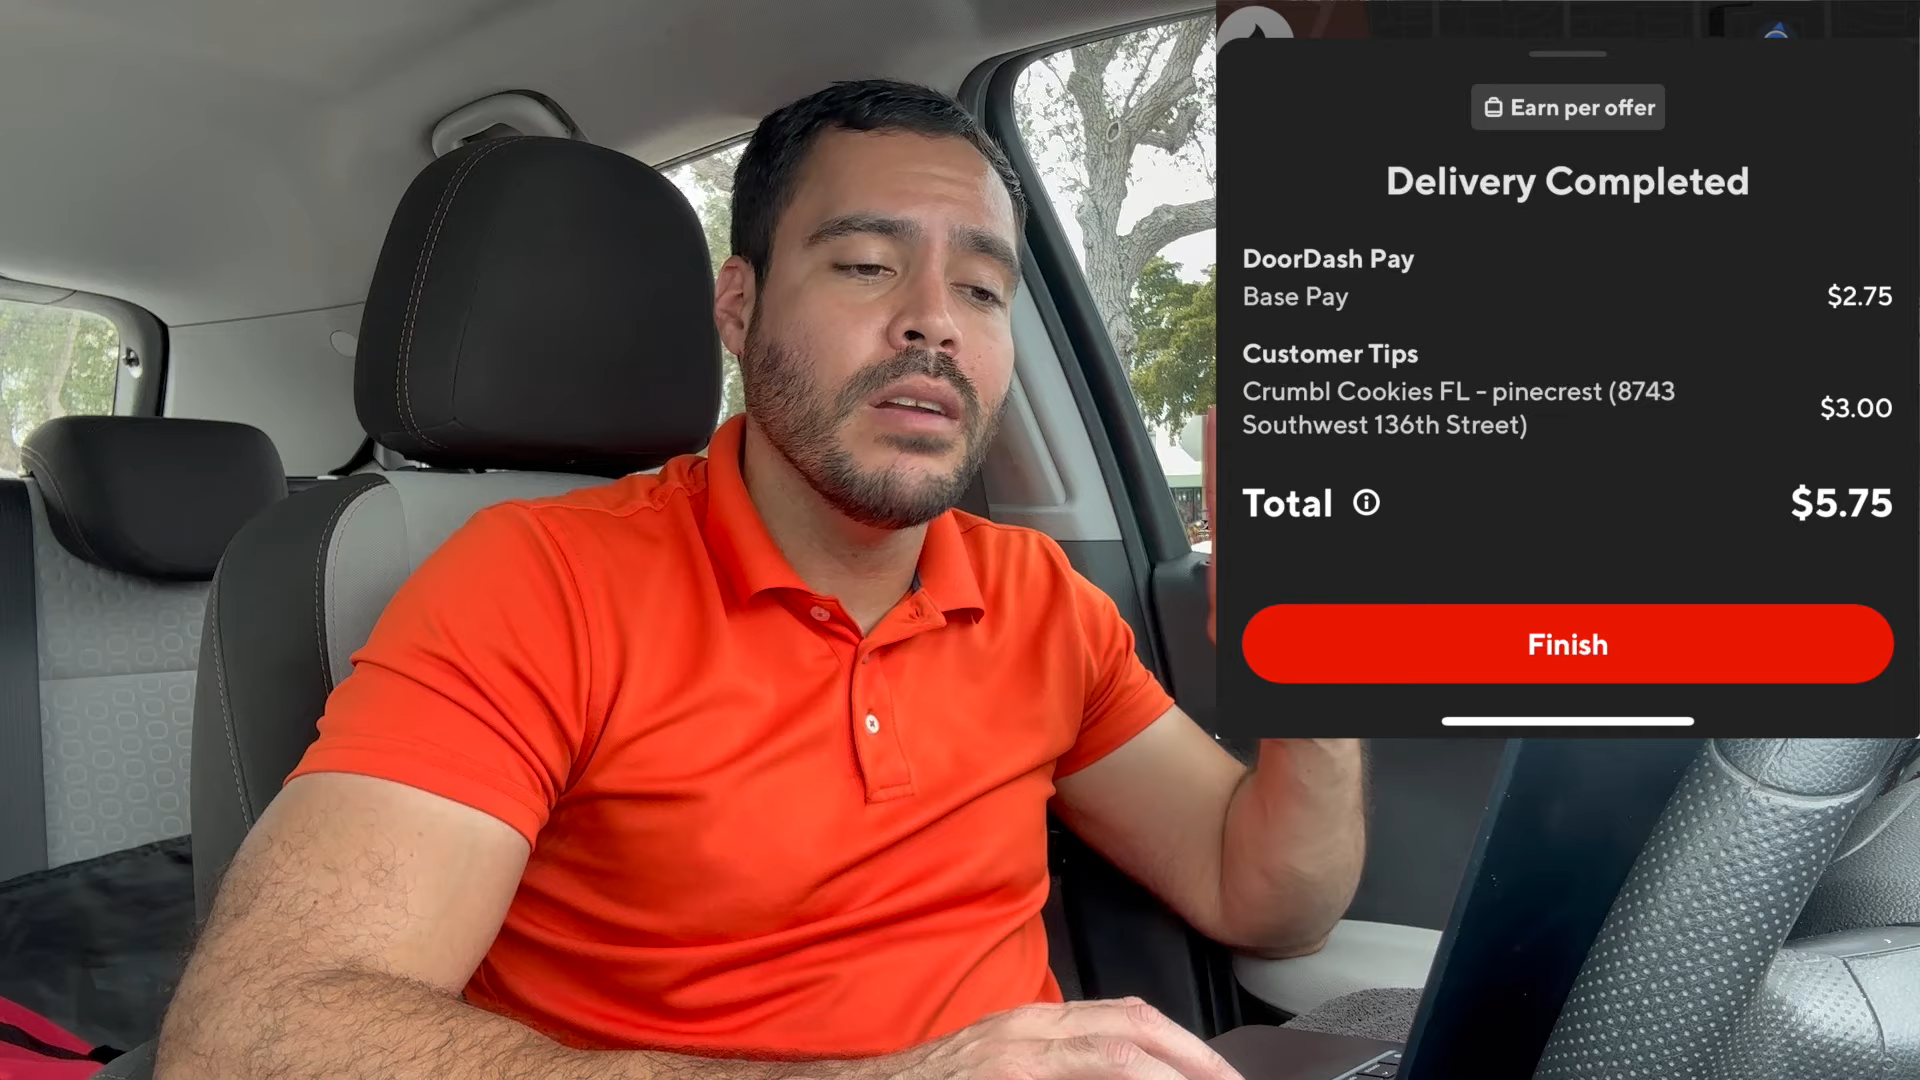 Earn per offer
Delivery Completed
DoorDash Pay
Base Pay $2.75
Customer Tips
Crumbl Cookies FL - pinecrest (8743
Southwest 136th Street) $3.00
Total $5.75
Finish